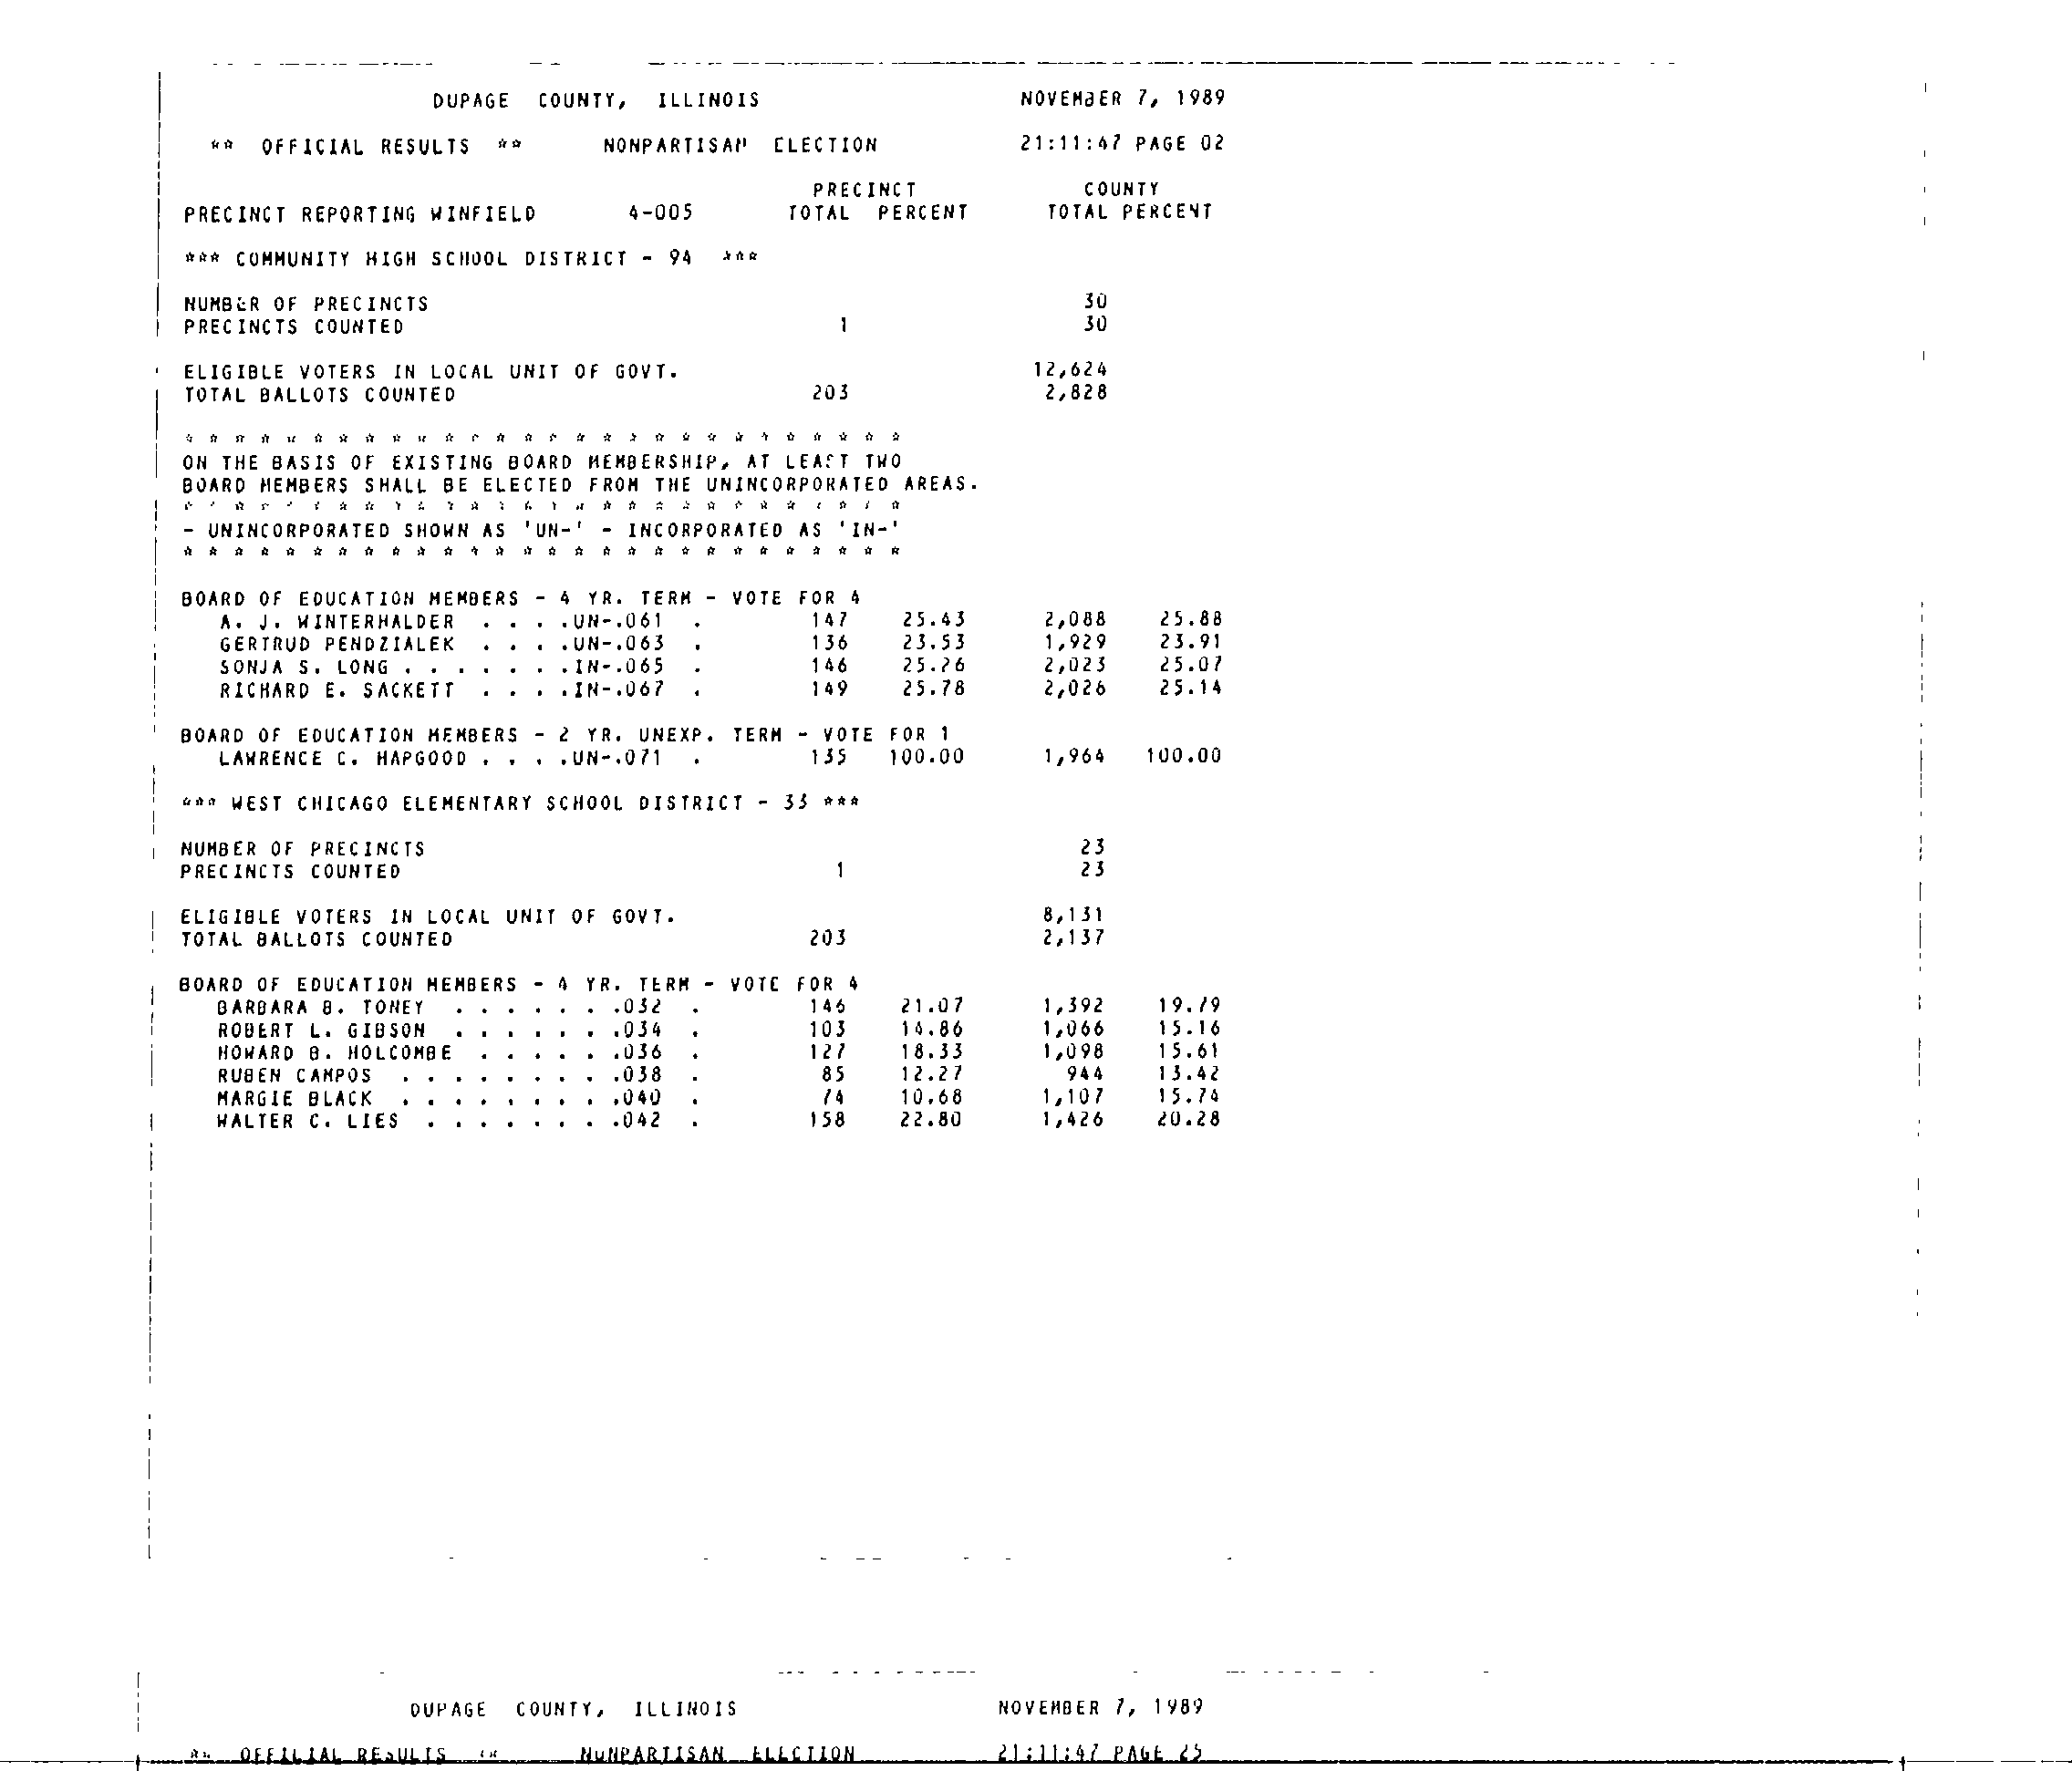 DUPAGE COUNTY, ILLINOIS NOVEMBER 7, 1989
** OFFICIAL RESULTS ** NONPARTISAN ELECTION 21:11:47 PAGE 02
PRECINCT COUNTY
PRECINCT REPORTING WINFIELD 4-005 TOTAL PERCENT TOTAL PERCENT
*** COMMUNITY HIGH SCHOOL DISTRICT - 94 ***
NUMBER OF PRECINCTS 30
PRECINCTS COUNTED 1 30
ELIGIBLE VOTERS IN LOCAL UNIT OF GOVT. 12,624
TOTAL BALLOTS COUNTED 203 2,828
* * * * * * * * * * * * * * * * * * * * * * * * * * * *
ON THE BASIS OF EXISTING BOARD MEMBERSHIP, AT LEAST TWO
BOARD MEMBERS SHALL BE ELECTED FROM THE UNINCORPORATED AREAS.
* * * * * * * * * * * * * * * * * * * * * * * * * * * *
- UNINCORPORATED SHOWN AS 'UN-' - INCORPORATED AS 'IN-'
* * * * * * * * * * * * * * * * * * * * * * * * * * * *
BOARD OF EDUCATION MEMBERS - 4 YR. TERM - VOTE FOR 4
A. J. WINTERHALDER . . . .UN-.061 . 147 25.43 2,088 25.88
GERTRUD PENDZIALEK . . . .UN-.063 . 136 23.53 1,929 23.91
SONJA S. LONG . . . . . . .IN-.065 . 146 25.26 2,023 25.07
RICHARD E. SACKETT . . . .IN-.067 . 149 25.78 2,026 25.14
BOARD OF EDUCATION MEMBERS - 2 YR. UNEXP. TERM - VOTE FOR 1
LAWRENCE C. HAPGOOD . . . .UN-.071 . 135 100.00 1,964 100.00
*** WEST CHICAGO ELEMENTARY SCHOOL DISTRICT - 33 ***
NUMBER OF PRECINCTS 23
PRECINCTS COUNTED 1 23
ELIGIBLE VOTERS IN LOCAL UNIT OF GOVT. 8,131
TOTAL BALLOTS COUNTED 203 2,137
BOARD OF EDUCATION MEMBERS - 4 YR. TERM - VOTE FOR 4
BARBARA B. TONEY . . . . . . .032 . 146 21.07 1,392 19.79
ROBERT L. GIBSON . . . . . . .034 . 103 14.86 1,066 15.16
HOWARD B. HOLCOMBE . . . . . .036 . 127 18.33 1,098 15.61
RUBEN CAMPOS . . . . . . . . .038 . 85 12.27 944 13.42
MARGIE BLACK . . . . . . . . .040 . 74 10.68 1,107 15.74
WALTER C. LIES . . . . . . . .042 . 158 22.80 1,426 20.28
DUPAGE COUNTY, ILLINOIS NOVEMBER 7, 1989
** OFFICIAL RESULTS ** NONPARTISAN ELECTION 21:11:47 PAGE 25